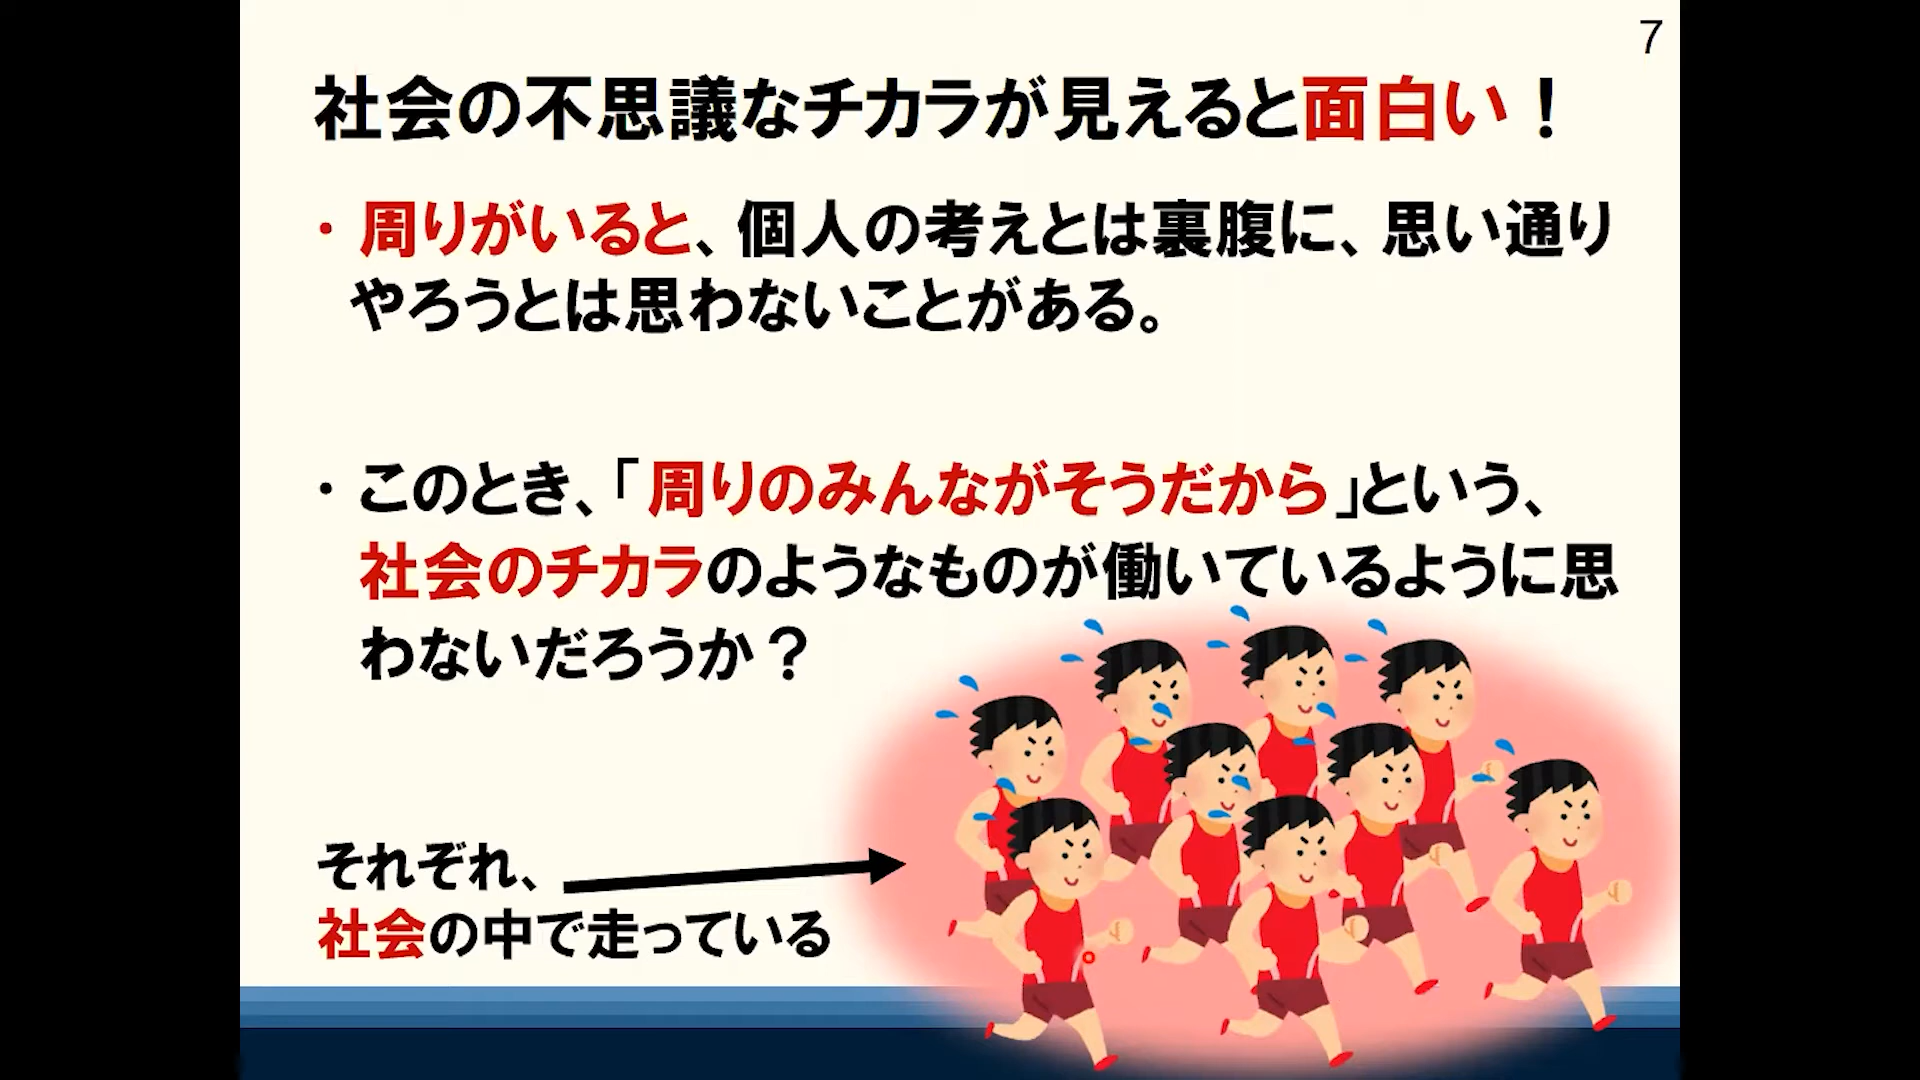 7
社会の不思議なチカラが見えると面白い！
・周りがいると、個人の考えとは裏腹に、思い通り
やろうとは思わないことがある。
・このとき、「周りのみんながそうだから」という、
社会のチカラのようなものが働いているように思
わないだろうか？
それぞれ、
社会の中で走っている